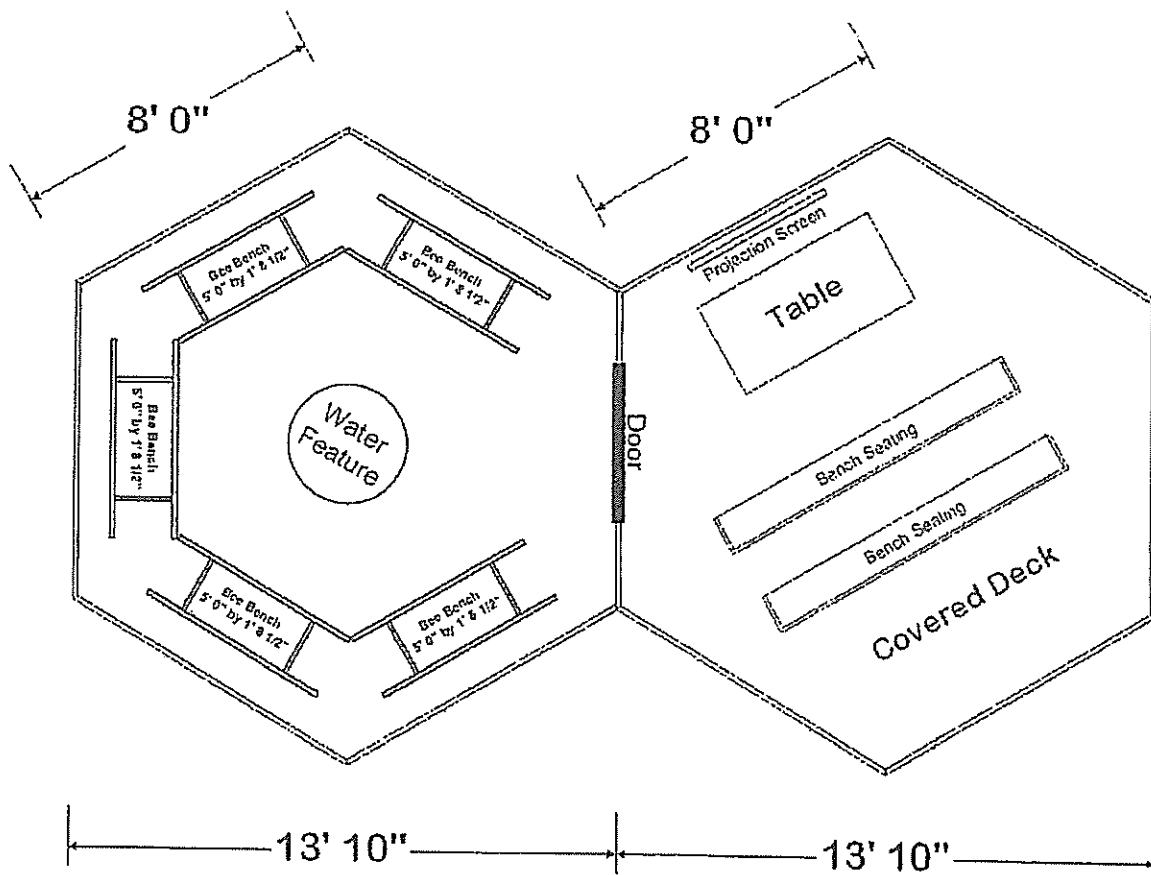 8' 0"
8' 0"
Bee Bench
5' 0" by 1' 8 1/2"
Bee Bench
5' 0" by 1' 8 1/2"
Projection Screen
Table
Bee Bench
5' 0" by 1' 8 1/2"
Water
Feature
Door
Bench Seating
Bench Seating
Bee Bench
5' 0" by 1' 8 1/2"
Bee Bench
5' 0" by 1' 8 1/2"
Covered Deck
13' 10"
13' 10"